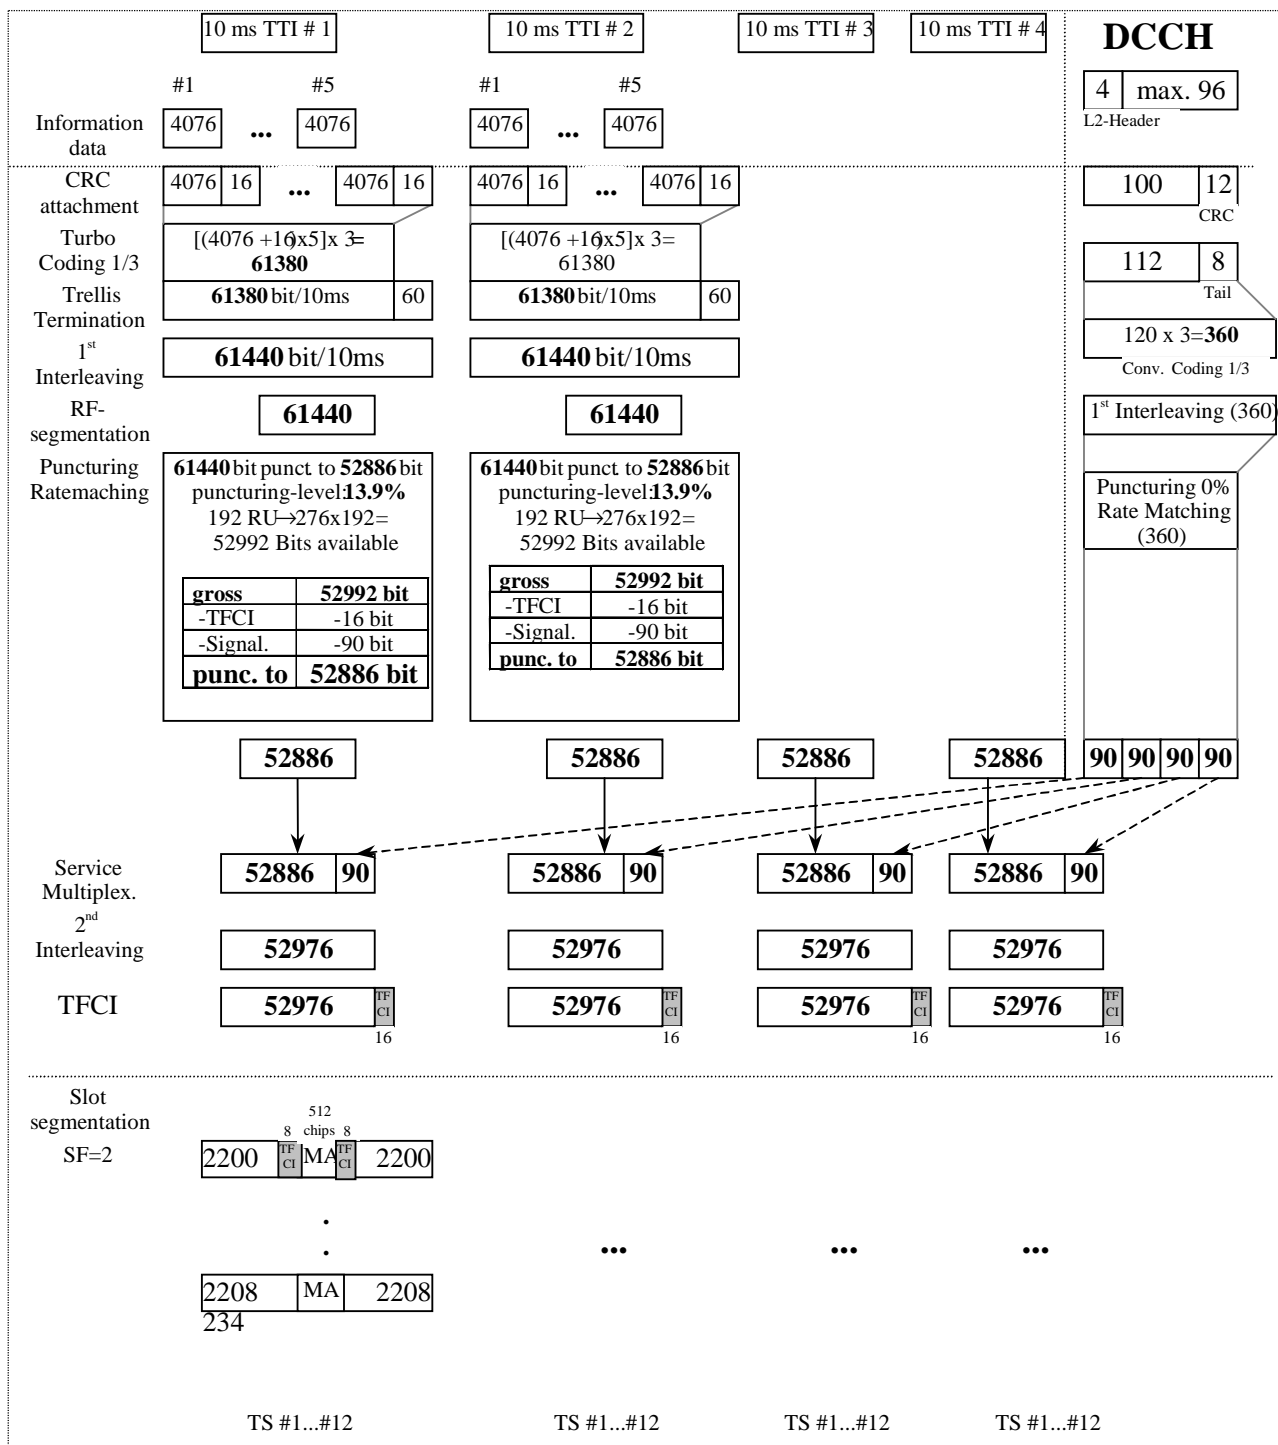 10 ms TTI # 1
10 ms TTI # 2
10 ms TTI # 3
10 ms TTI # 4
DCCH
#1 #5
#1 #5
4 max. 96
L2-Header
Information
data
4076 ... 4076
4076 ... 4076
CRC
attachment
4076 16 ... 4076 16
4076 16 ... 4076 16
100 12
CRC
Turbo
Coding 1/3
[(4076 +16)x5]x 3=
61380
[(4076 +16)x5]x 3=
61380
112 8
Tail
Trellis
Termination
61380 bit/10ms 60
61380 bit/10ms 60
120 x 3=360
Conv. Coding 1/3
1st
Interleaving
61440 bit/10ms
61440 bit/10ms
RF-
segmentation
61440
61440
1st Interleaving (360)
Puncturing
Ratemaching
61440 bit punct. to 52886 bit
puncturing-level:13.9%
192 RU→276x192=
52992 Bits available
gross 52992 bit
-TFCI -16 bit
-Signal. -90 bit
punc. to 52886 bit
61440 bit punct. to 52886 bit
puncturing-level:13.9%
192 RU→276x192=
52992 Bits available
gross 52992 bit
-TFCI -16 bit
-Signal. -90 bit
punc. to 52886 bit
Puncturing 0%
Rate Matching
(360)
52886 52886 52886 52886 90 90 90 90
Service
Multiplex.
52886 90 52886 90 52886 90 52886 90
2nd
Interleaving
52976 52976 52976 52976
TFCI
52976 TF CI 52976 TF CI 52976 TF CI 52976 TF CI
16 16 16 16
Slot
segmentation
SF=2
512
8 chips 8
2200 TF CI MA TF CI 2200
.
.
... ... ...
2208 MA 2208
234
TS #1...#12 TS #1...#12 TS #1...#12 TS #1...#12